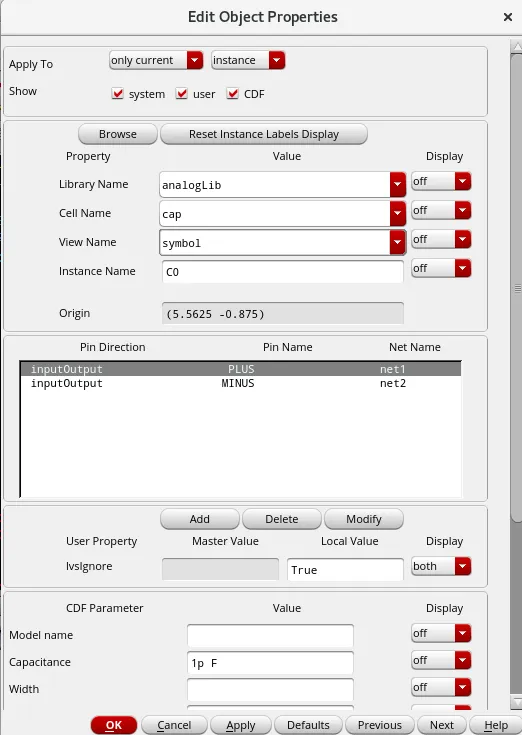 Edit Object Properties
Apply To only current instance
Show system user CDF
Browse Reset Instance Labels Display
Property Value Display
Library Name analogLib off
Cell Name cap off
View Name symbol off
Instance Name C0 off
Origin (5.5625 -0.875)
Pin Direction Pin Name Net Name
inputOutput PLUS net1
inputOutput MINUS net2
Add Delete Modify
User Property Master Value Local Value Display
lvsIgnore True both
CDF Parameter Value Display
Model name off
Capacitance 1p F off
Width off
OK Cancel Apply Defaults Previous Next Help